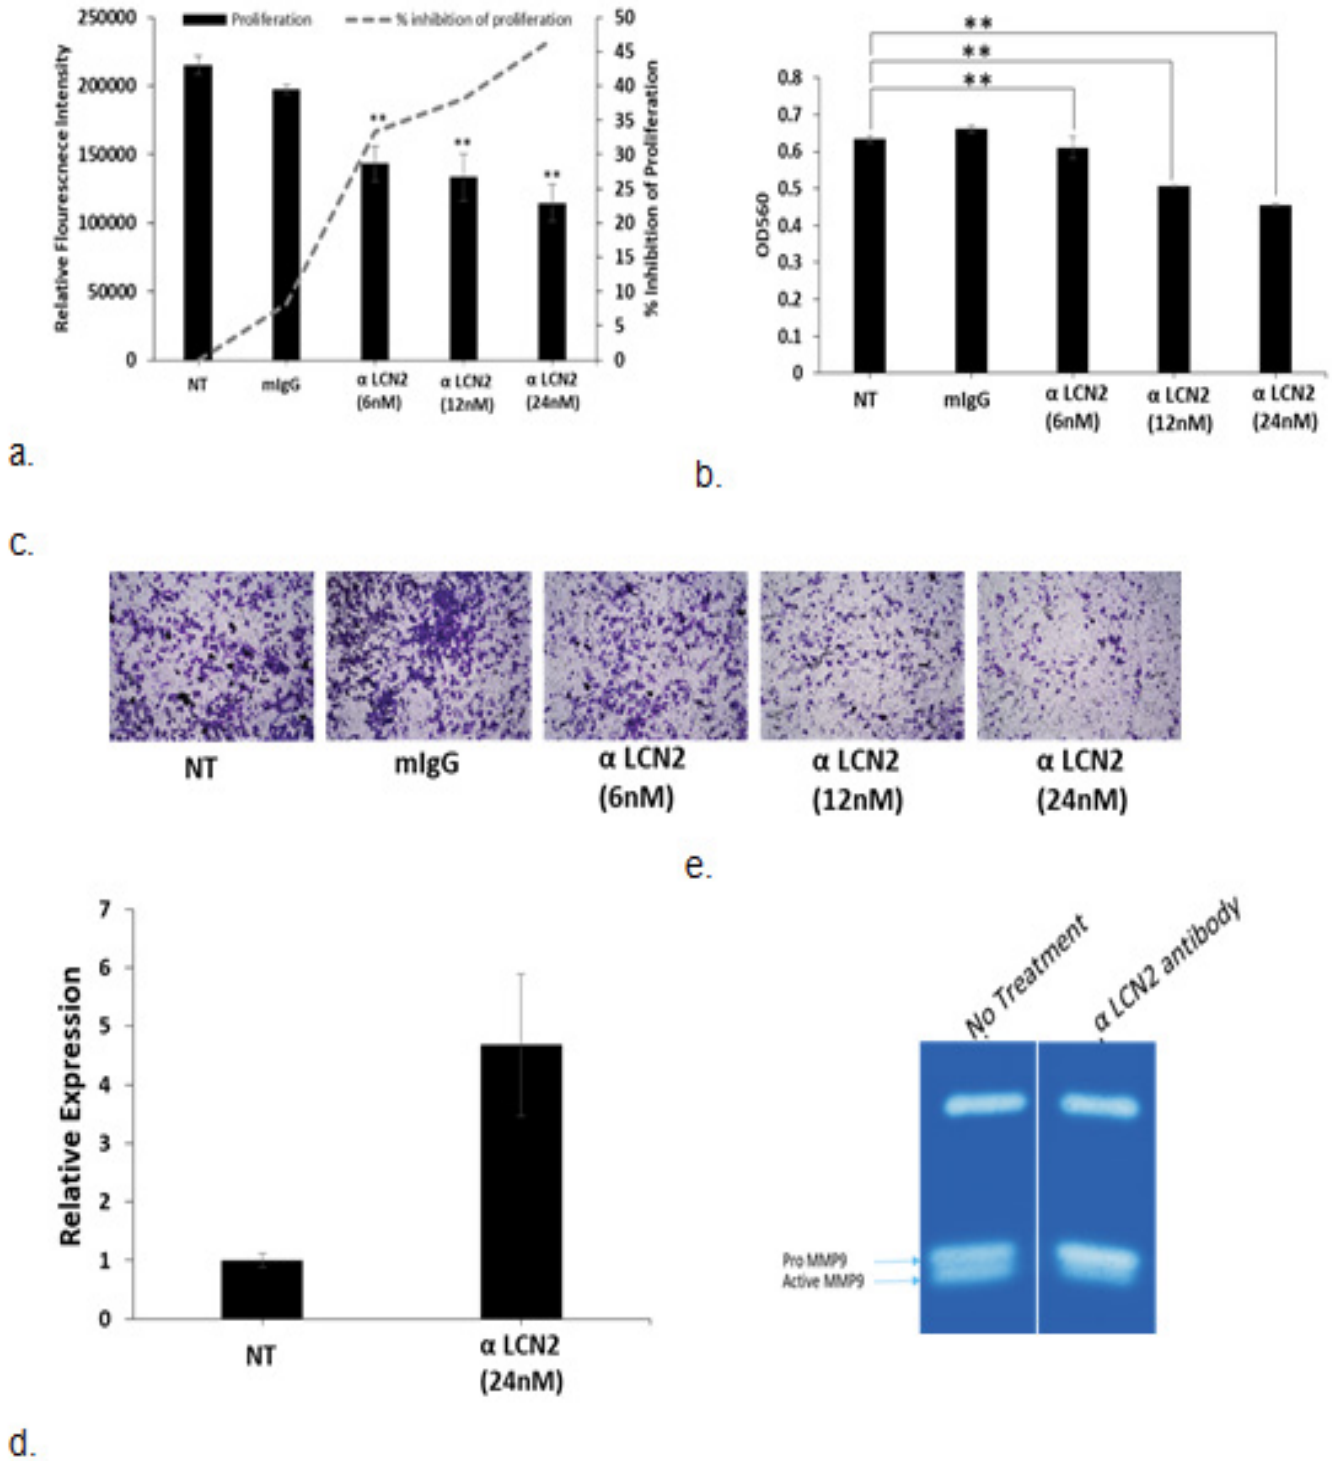 Proliferation
% inhibition of proliferation
250000
200000
150000
100000
50000
0
Relative Flourescnece Intensity
50
45
40
35
30
25
20
15
10
5
0
% Inhibition of Proliferation
**
**
**
NT
mIgG
α LCN2
(6nM)
α LCN2
(12nM)
α LCN2
(24nM)
a.
**
**
**
0.8
0.7
0.6
0.5
0.4
0.3
0.2
0.1
0
OD560
NT
mIgG
α LCN2
(6nM)
α LCN2
(12nM)
α LCN2
(24nM)
b.
c.
NT
mIgG
α LCN2
(6nM)
α LCN2
(12nM)
α LCN2
(24nM)
7
6
5
4
3
2
1
0
Relative Expression
NT
α LCN2
(24nM)
d.
e.
No Treatment
α LCN2 antibody
Pro MMP9
Active MMP9